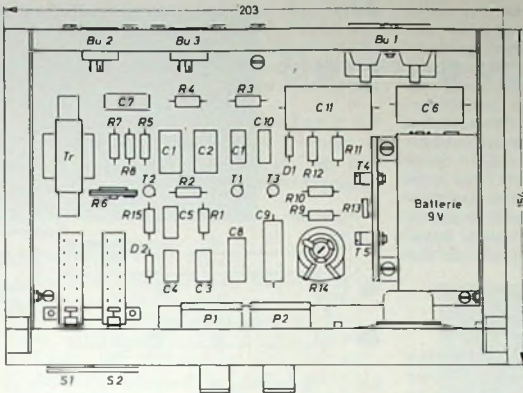 203
Bu 2 Bu 3 Bu 1
R4 R3
C7 C11 C6
R7 R5 C10
R8 C1 C2 C1 D1 R12 R11
Tr T4
T2 R2 T1 T3 R10 Batterie
R6 R13 9V
R15 C5 R1 C9 R9
D2 C8 T5
C4 C3 R14
P1 P2
S1 S2
154